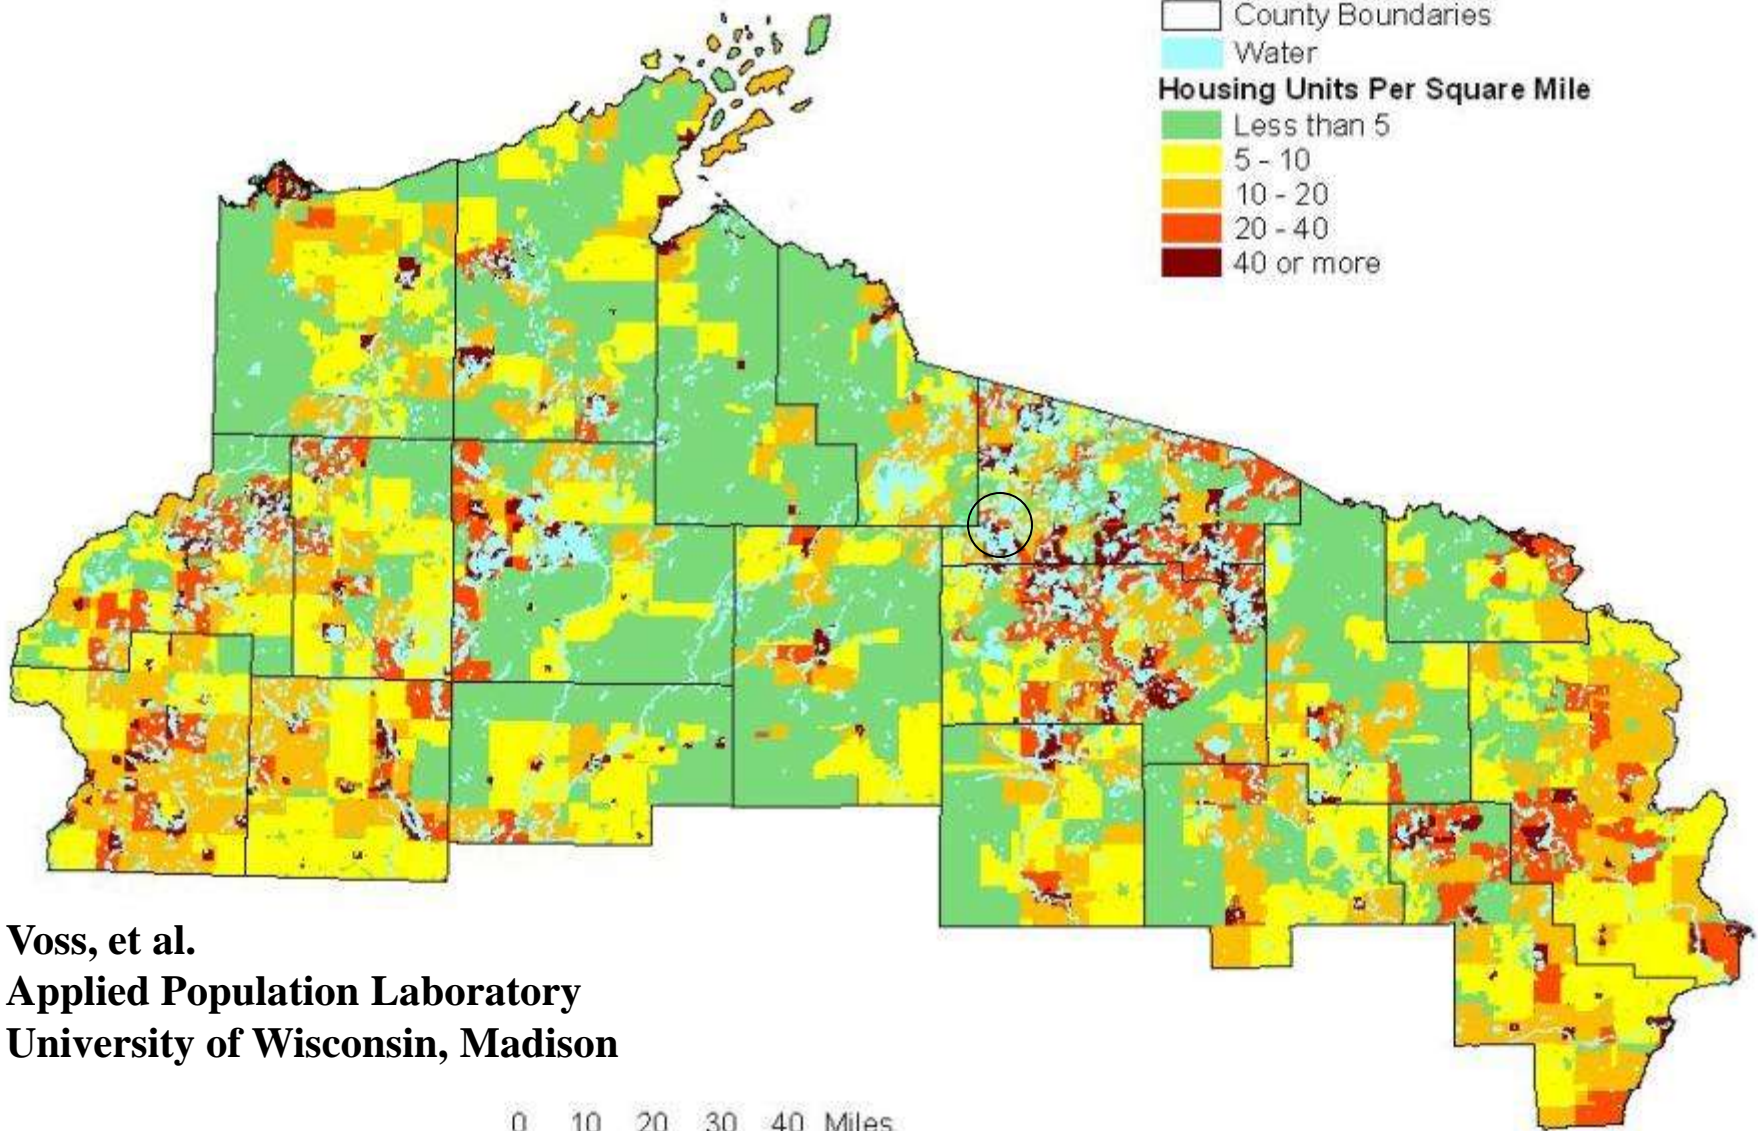 County Boundaries
Water
Housing Units Per Square Mile
Less than 5
5 - 10
10 - 20
20 - 40
40 or more
Voss, et al.
Applied Population Laboratory
University of Wisconsin, Madison
0 10 20 30 40 Miles